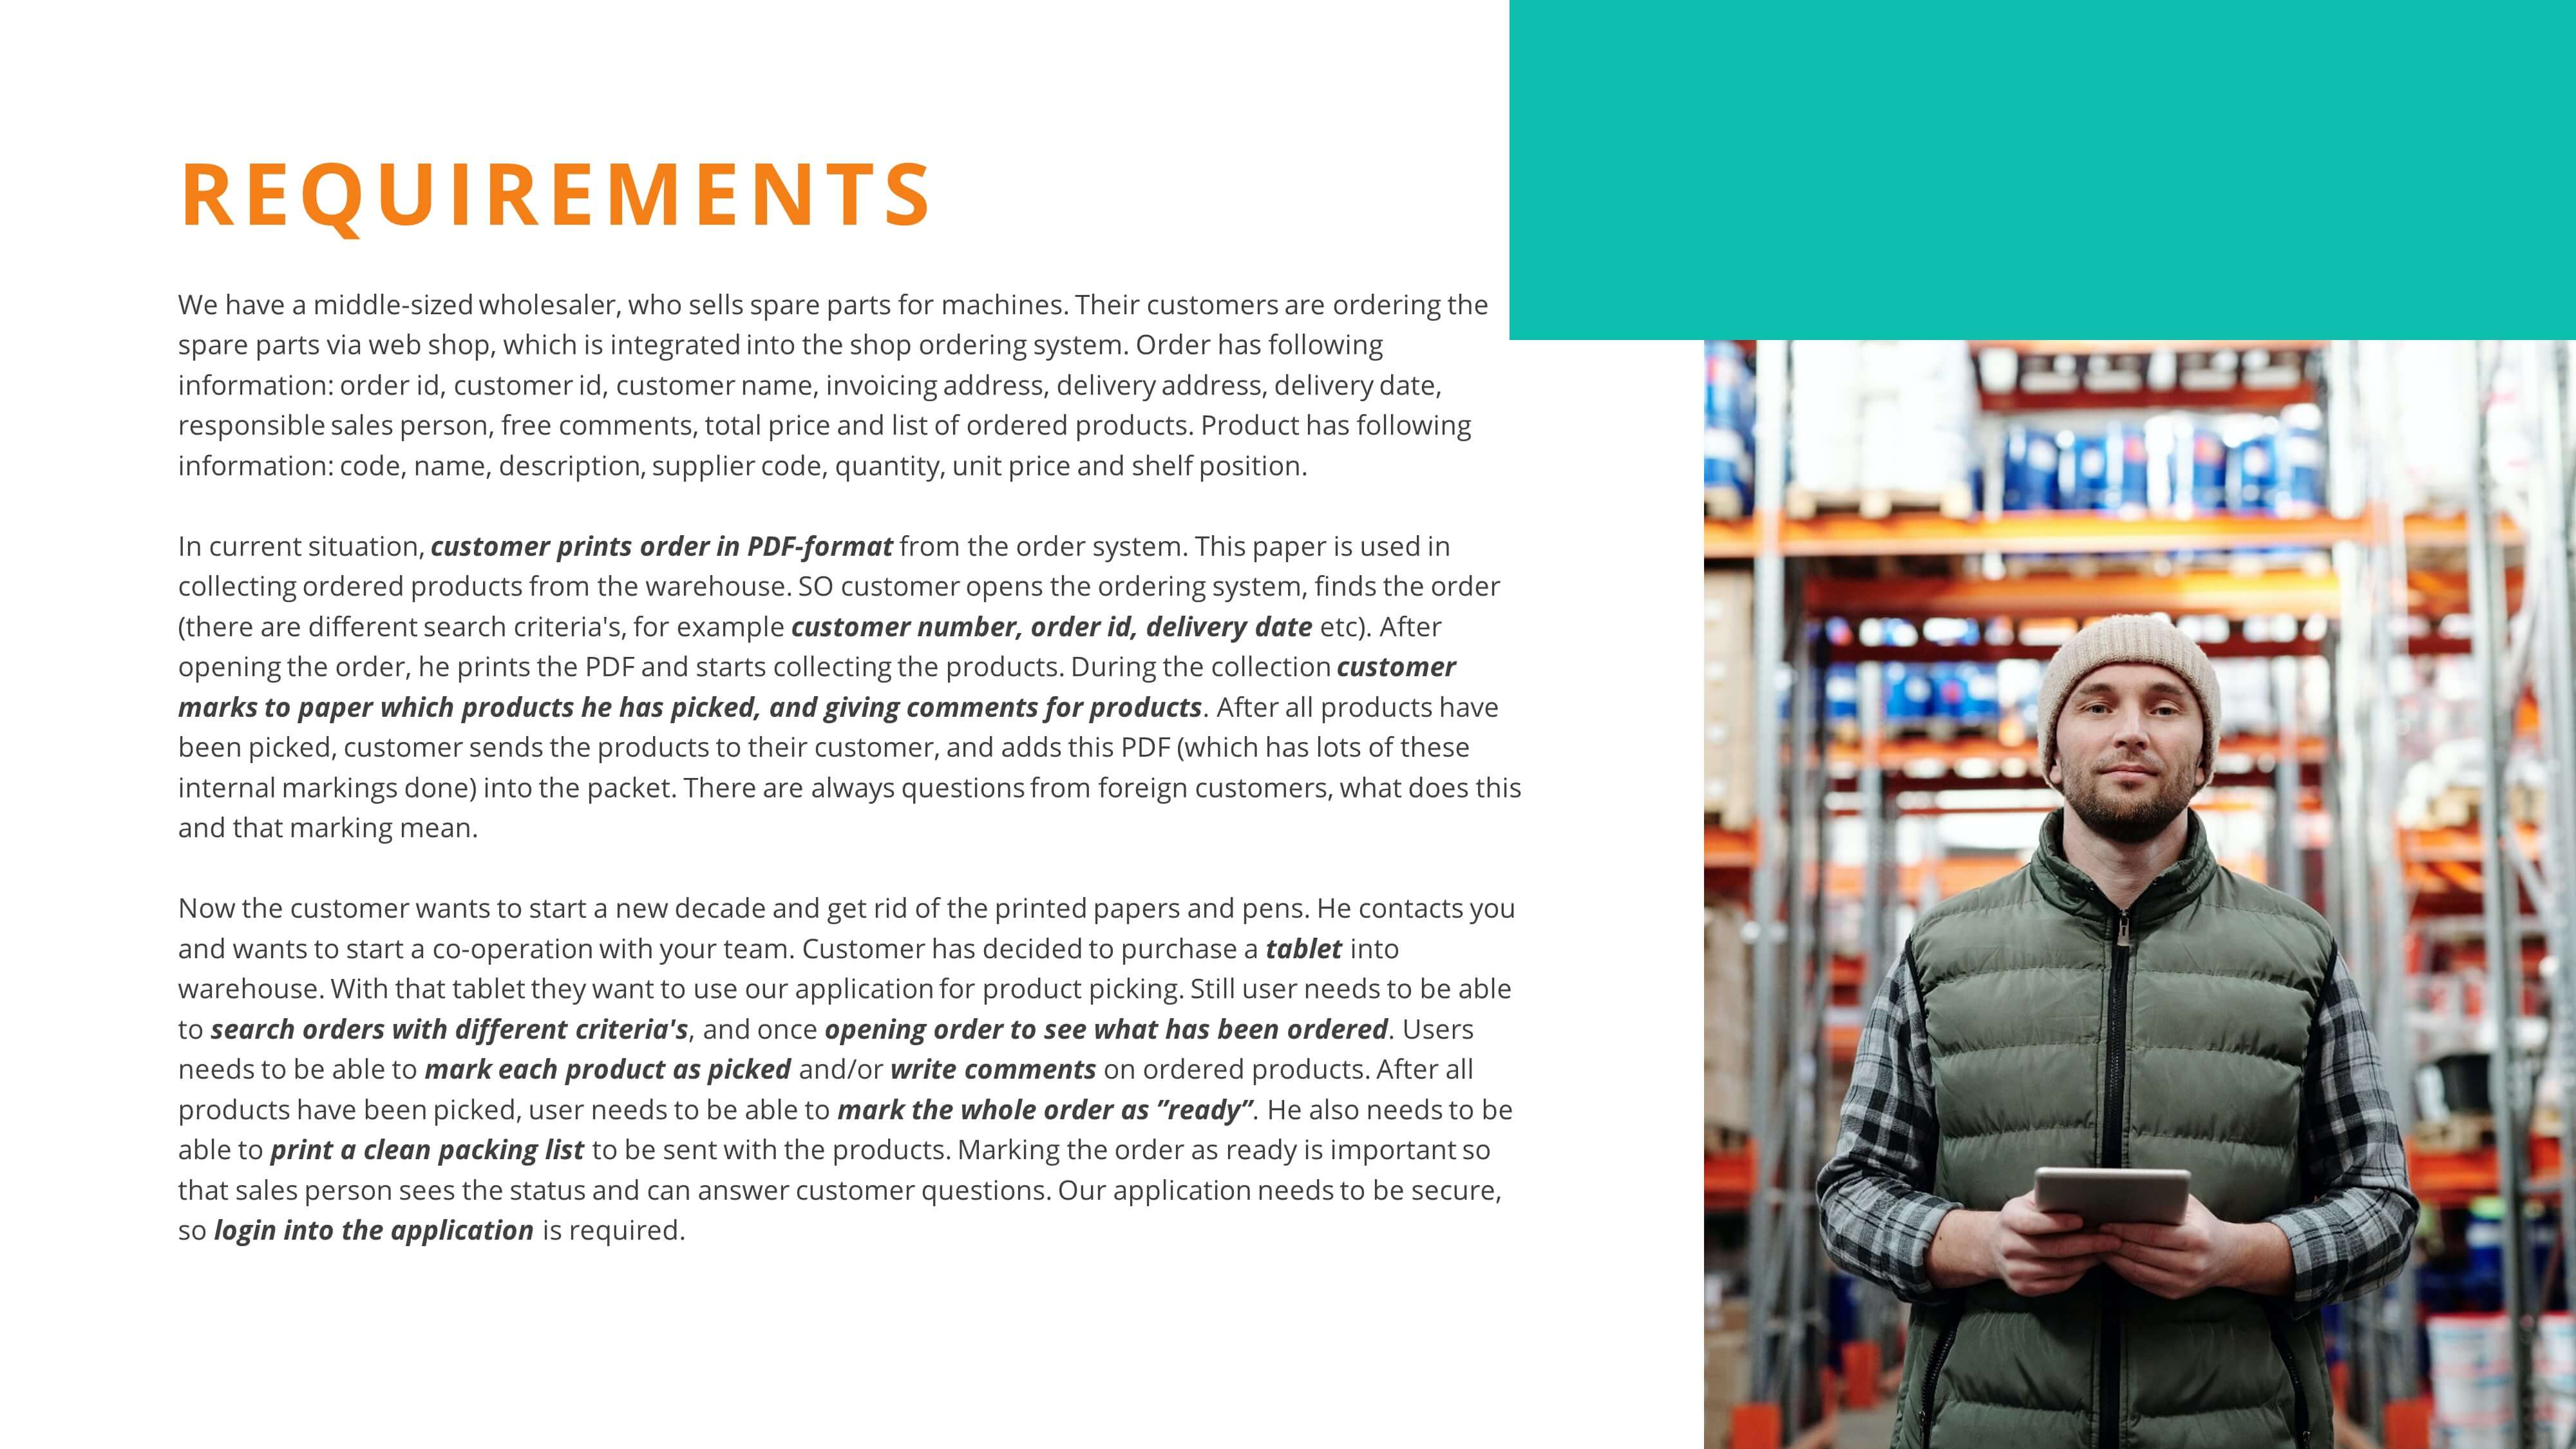 REQUIREMENTS
We have a middle-sized wholesaler, who sells spare parts for machines. Their customers are ordering the
spare parts via web shop, which is integrated into the shop ordering system. Order has following
information: order id, customer id, customer name, invoicing address, delivery address, delivery date,
responsible sales person, free comments, total price and list of ordered products. Product has following
information: code, name, description, supplier code, quantity, unit price and shelf position.
In current situation, customer prints order in PDF-format from the order system. This paper is used in
collecting ordered products from the warehouse. SO customer opens the ordering system, finds the order
(there are different search criteria's, for example customer number, order id, delivery date etc). After
opening the order, he prints the PDF and starts collecting the products. During the collection customer
marks to paper which products he has picked, and giving comments for products. After all products have
been picked, customer sends the products to their customer, and adds this PDF (which has lots of these
internal markings done) into the packet. There are always questions from foreign customers, what does this
and that marking mean.
Now the customer wants to start a new decade and get rid of the printed papers and pens. He contacts you
and wants to start a co-operation with your team. Customer has decided to purchase a tablet into
warehouse. With that tablet they want to use our application for product picking. Still user needs to be able
to search orders with different criteria's, and once opening order to see what has been ordered. Users
needs to be able to mark each product as picked and/or write comments on ordered products. After all
products have been picked, user needs to be able to mark the whole order as ”ready”. He also needs to be
able to print a clean packing list to be sent with the products. Marking the order as ready is important so
that sales person sees the status and can answer customer questions. Our application needs to be secure,
so login into the application is required.